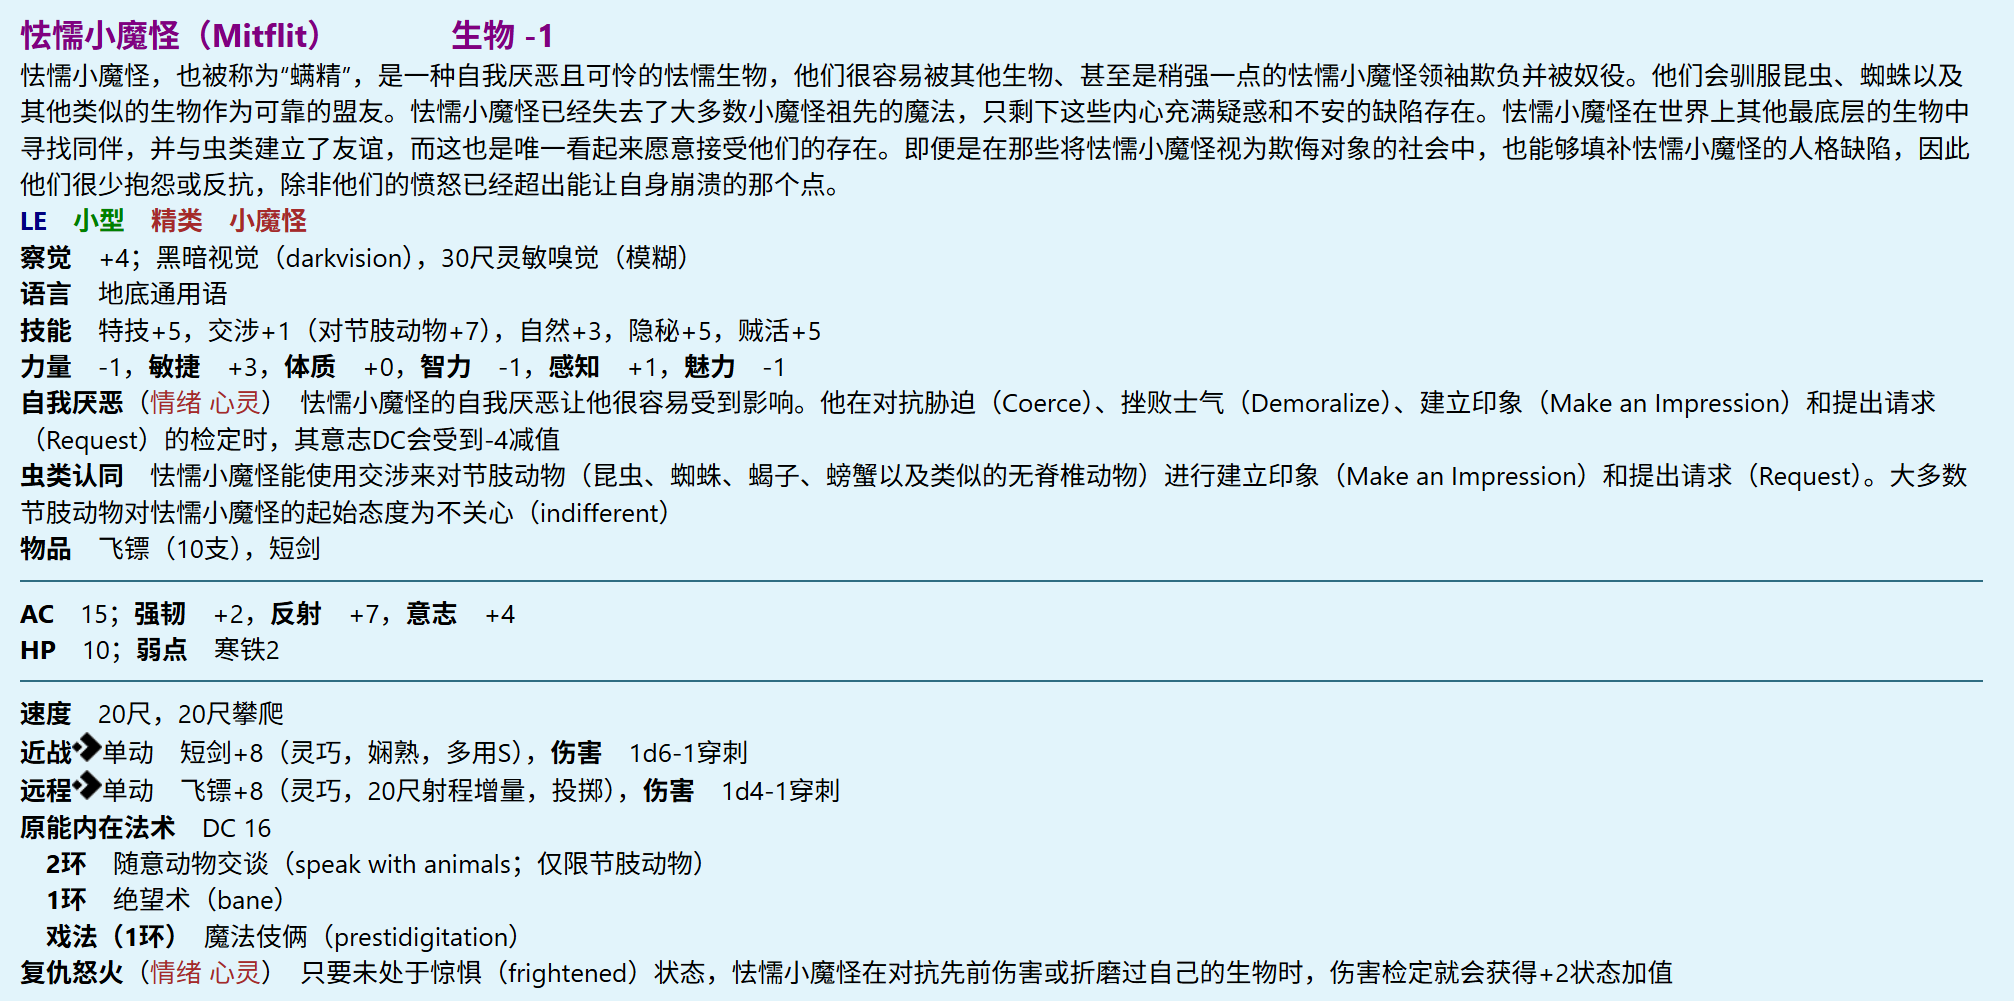 怯懦小魔怪（Mitflit） 生物 -1
怯懦小魔怪，也被称为“螨精”，是一种自我厌恶且可怜的怯懦生物，他们很容易被其他生物、甚至是稍强一点的怯懦小魔怪领袖欺负并被奴役。他们会驯服昆虫、蜘蛛以及
其他类似的生物作为可靠的盟友。怯懦小魔怪已经失去了大多数小魔怪祖先的魔法，只剩下这些内心充满疑惑和不安的缺陷存在。怯懦小魔怪在世界上其他最底层的生物中
寻找同伴，并与虫类建立了友谊，而这也是唯一看起来愿意接受他们的存在。即便是在那些将怯懦小魔怪视为欺侮对象的社会中，也能够填补怯懦小魔怪的人格缺陷，因此
他们很少抱怨或反抗，除非他们的愤怒已经超出能让自身崩溃的那个点。
LE 小型 精类 小魔怪
察觉 +4；黑暗视觉（darkvision），30尺灵敏嗅觉（模糊）
语言 地底通用语
技能 特技+5，交涉+1（对节肢动物+7），自然+3，隐秘+5，贼活+5
力量 -1，敏捷 +3，体质 +0，智力 -1，感知 +1，魅力 -1
自我厌恶（情绪 心灵） 怯懦小魔怪的自我厌恶让他很容易受到影响。他在对抗胁迫（Coerce）、挫败士气（Demoralize）、建立印象（Make an Impression）和提出请求
（Request）的检定时，其意志DC会受到-4减值
虫类认同 怯懦小魔怪能使用交涉来对节肢动物（昆虫、蜘蛛、蝎子、螃蟹以及类似的无脊椎动物）进行建立印象（Make an Impression）和提出请求（Request）。大多数
节肢动物对怯懦小魔怪的起始态度为不关心（indifferent）
物品 飞镖（10支），短剑
AC 15；强韧 +2，反射 +7，意志 +4
HP 10；弱点 寒铁2
速度 20尺，20尺攀爬
近战 单动 短剑+8（灵巧，娴熟，多用S），伤害 1d6-1穿刺
远程 单动 飞镖+8（灵巧，20尺射程增量，投掷），伤害 1d4-1穿刺
原能内在法术 DC 16
2环 随意动物交谈（speak with animals；仅限节肢动物）
1环 绝望术（bane）
戏法（1环） 魔法伎俩（prestidigitation）
复仇怒火（情绪 心灵） 只要未处于惊惧（frightened）状态，怯懦小魔怪在对抗先前伤害或折磨过自己的生物时，伤害检定就会获得+2状态加值